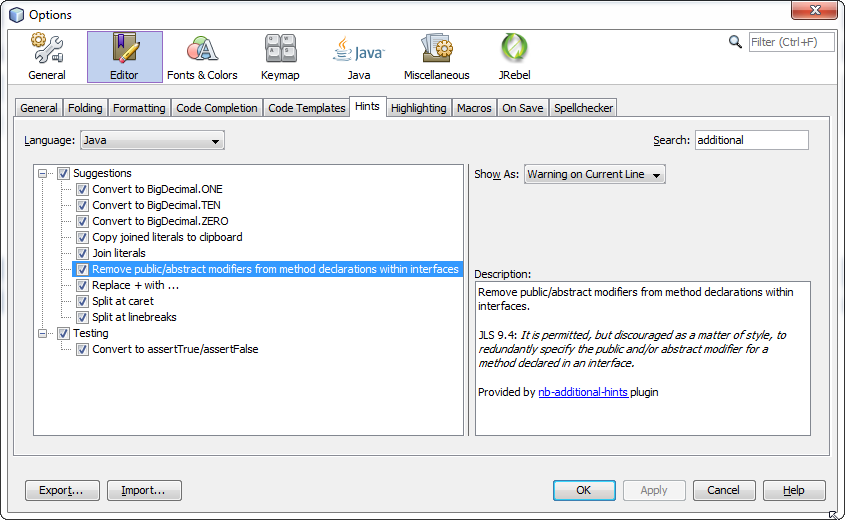 Options
General
Editor
Fonts & Colors
Keymap
Java
Java
Miscellaneous
JRebel
Filter (Ctrl+F)
General
Folding
Formatting
Code Completion
Code Templates
Hints
Highlighting
Macros
On Save
Spellchecker
Language: Java
Search: additional
Suggestions
Convert to BigDecimal.ONE
Convert to BigDecimal.TEN
Convert to BigDecimal.ZERO
Copy joined literals to clipboard
Join literals
Remove public/abstract modifiers from method declarations within interfaces
Replace + with ...
Split at caret
Split at linebreaks
Testing
Convert to assertTrue/assertFalse
Show As: Warning on Current Line
Description:
Remove public/abstract modifiers from method declarations within
interfaces.
JLS 9.4: It is permitted, but discouraged as a matter of style, to
redundantly specify the public and/or abstract modifier for a
method declared in an interface.
Provided by nb-additional-hints plugin
Export...
Import...
OK
Apply
Cancel
Help